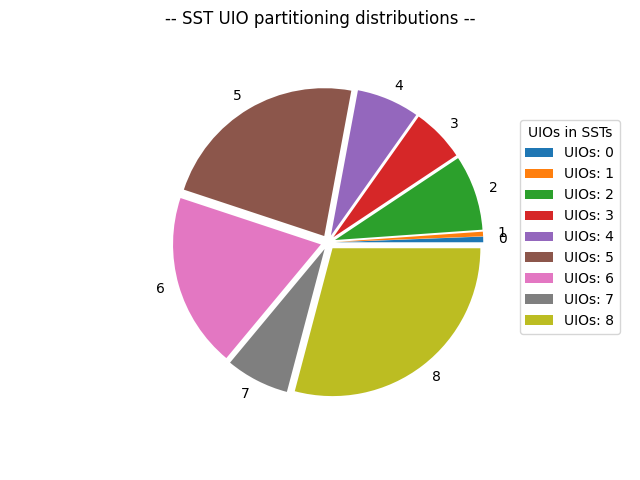 -- SST UIO partitioning distributions --
5
4
3
2
1
0
6
7
8
UIOs in SSTs
UIOs: 0
UIOs: 1
UIOs: 2
UIOs: 3
UIOs: 4
UIOs: 5
UIOs: 6
UIOs: 7
UIOs: 8